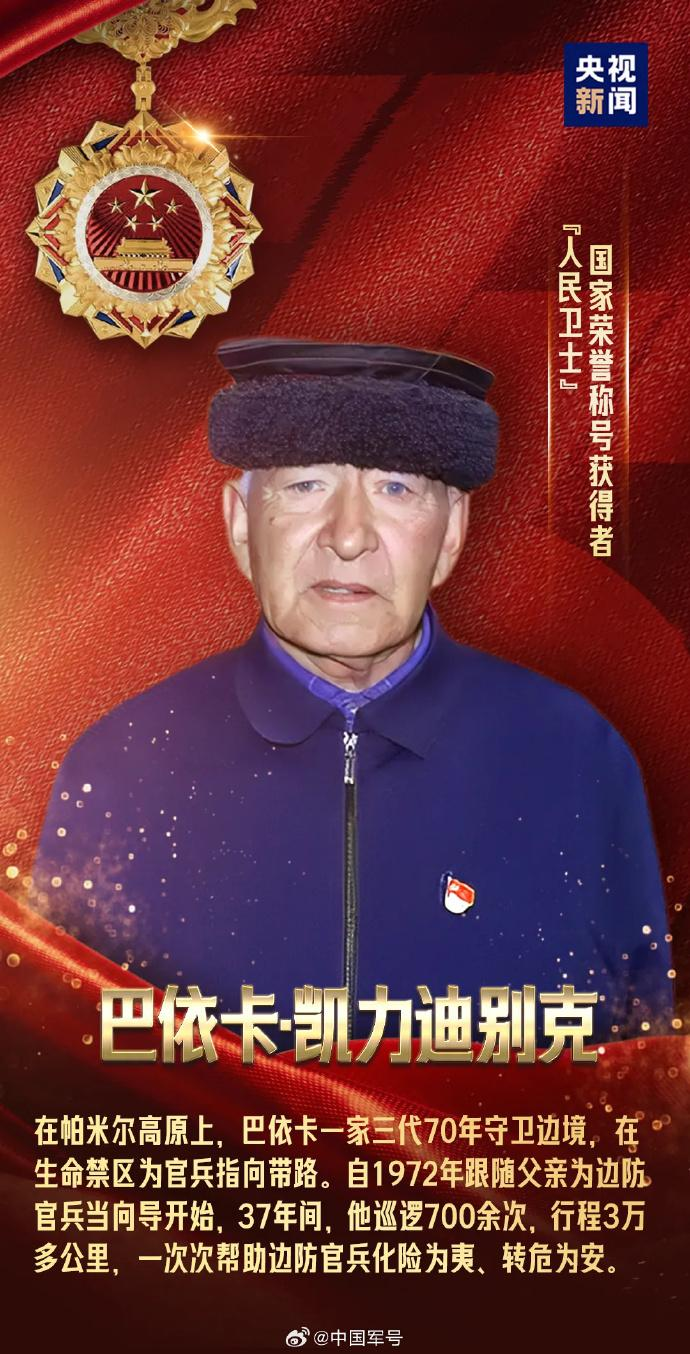 央视
新闻
『人民卫士』
国家荣誉称号获得者
巴依卡·凯力迪别克
在帕米尔高原上，巴依卡一家三代70年守卫边境，在
生命禁区为官兵指向带路。自1972年跟随父亲为边防
官兵当向导开始，37年间，他巡逻700余次，行程3万
多公里，一次次帮助边防官兵化险为夷、转危为安。
@中国军号